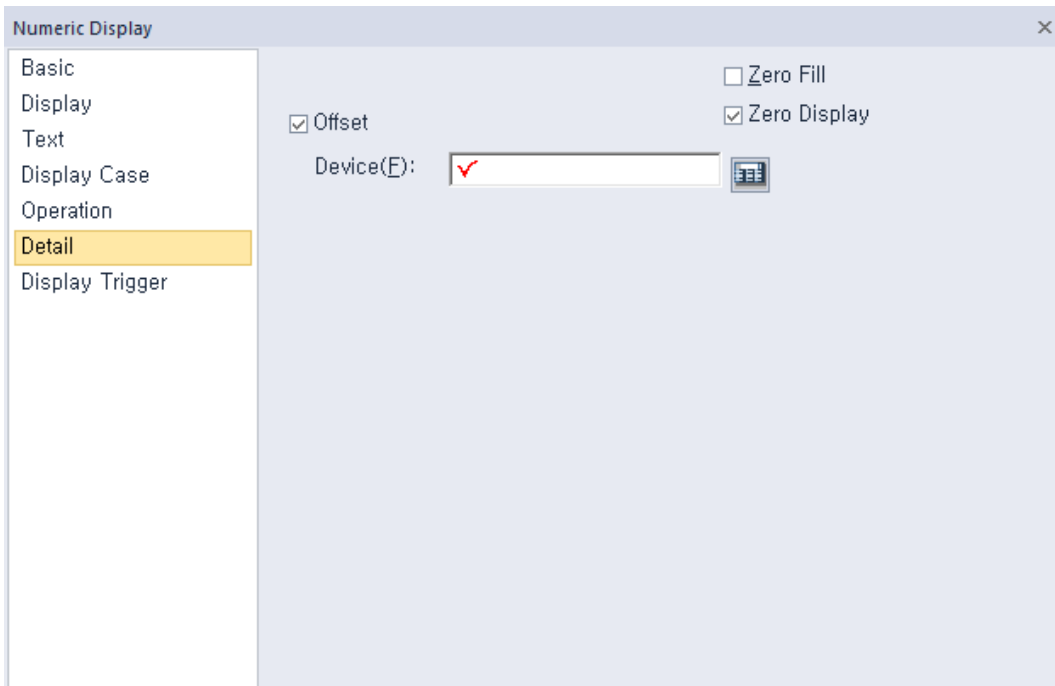 Numeric Display
Basic
Display
Text
Display Case
Operation
Detail
Display Trigger
Zero Fill
Offset
Zero Display
Device(F):